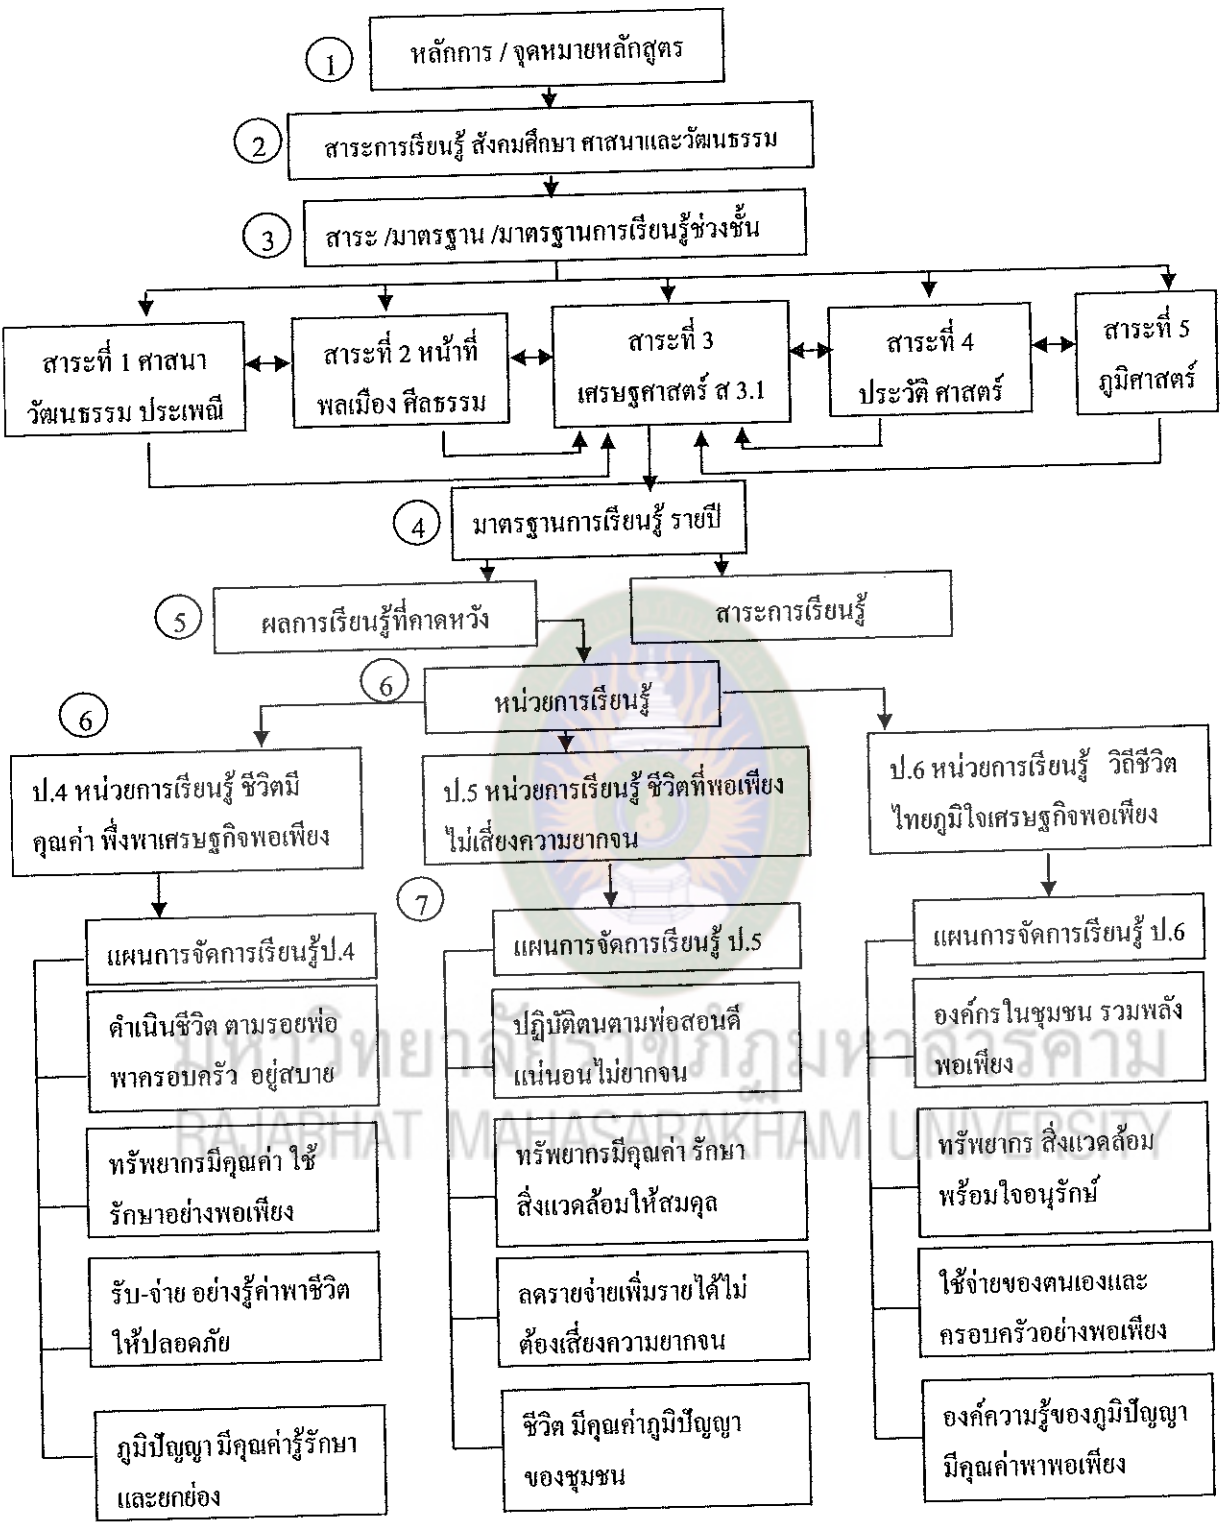 1
หลักการ / จุดหมายหลักสูตร
2
สาระการเรียนรู้ สังคมศึกษา ศาสนาและวัฒนธรรม
3
สาระ /มาตรฐาน /มาตรฐานการเรียนรู้ช่วงชั้น
สาระที่ 1 ศาสนา
วัฒนธรรม ประเพณี
สาระที่ 2 หน้าที่
พลเมือง ศีลธรรม
สาระที่ 3
เศรษฐศาสตร์ ส 3.1
สาระที่ 4
ประวัติ ศาสตร์
สาระที่ 5
ภูมิศาสตร์
4
มาตรฐานการเรียนรู้ รายปี
5
ผลการเรียนรู้ที่คาดหวัง
สาระการเรียนรู้
6
หน่วยการเรียนรู้
6
ป.4 หน่วยการเรียนรู้ ชีวิตมี
คุณค่า พึ่งพาเศรษฐกิจพอเพียง
ป.5 หน่วยการเรียนรู้ ชีวิตที่พอเพียง
ไม่เสี่ยงความยากจน
ป.6 หน่วยการเรียนรู้ วิถีชีวิต
ไทยภูมิใจเศรษฐกิจพอเพียง
7
แผนการจัดการเรียนรู้ป.4
ดำเนินชีวิต ตามรอยพ่อ
พาครอบครัว อยู่สบาย
ทรัพยากรมีคุณค่า ใช้
รักษาอย่างพอเพียง
รับ-จ่าย อย่างรู้ค่าพาชีวิต
ให้ปลอดภัย
ภูมิปัญญา มีคุณค่ารู้รักษา
และยกย่อง
แผนการจัดการเรียนรู้ ป.5
ปฏิบัติตนตามพ่อสอนดี
แน่นอนไม่ยากจน
ทรัพยากรมีคุณค่า รักษา
สิ่งแวดล้อมให้สมดุล
ลดรายจ่ายเพิ่มรายได้ไม่
ต้องเสี่ยงความยากจน
ชีวิต มีคุณค่าภูมิปัญญา
ของชุมชน
แผนการจัดการเรียนรู้ ป.6
องค์กรในชุมชน รวมพลัง
พอเพียง
ทรัพยากร สิ่งแวดล้อม
พร้อมใจอนุรักษ์
ใช้จ่ายของตนเองและ
ครอบครัวอย่างพอเพียง
องค์ความรู้ของภูมิปัญญา
มีคุณค่าพาพอเพียง
มหาวิทยาลัยราชภัฏมหาสารคาม
RAJABHAT MAHASARAKHAM UNIVERSITY